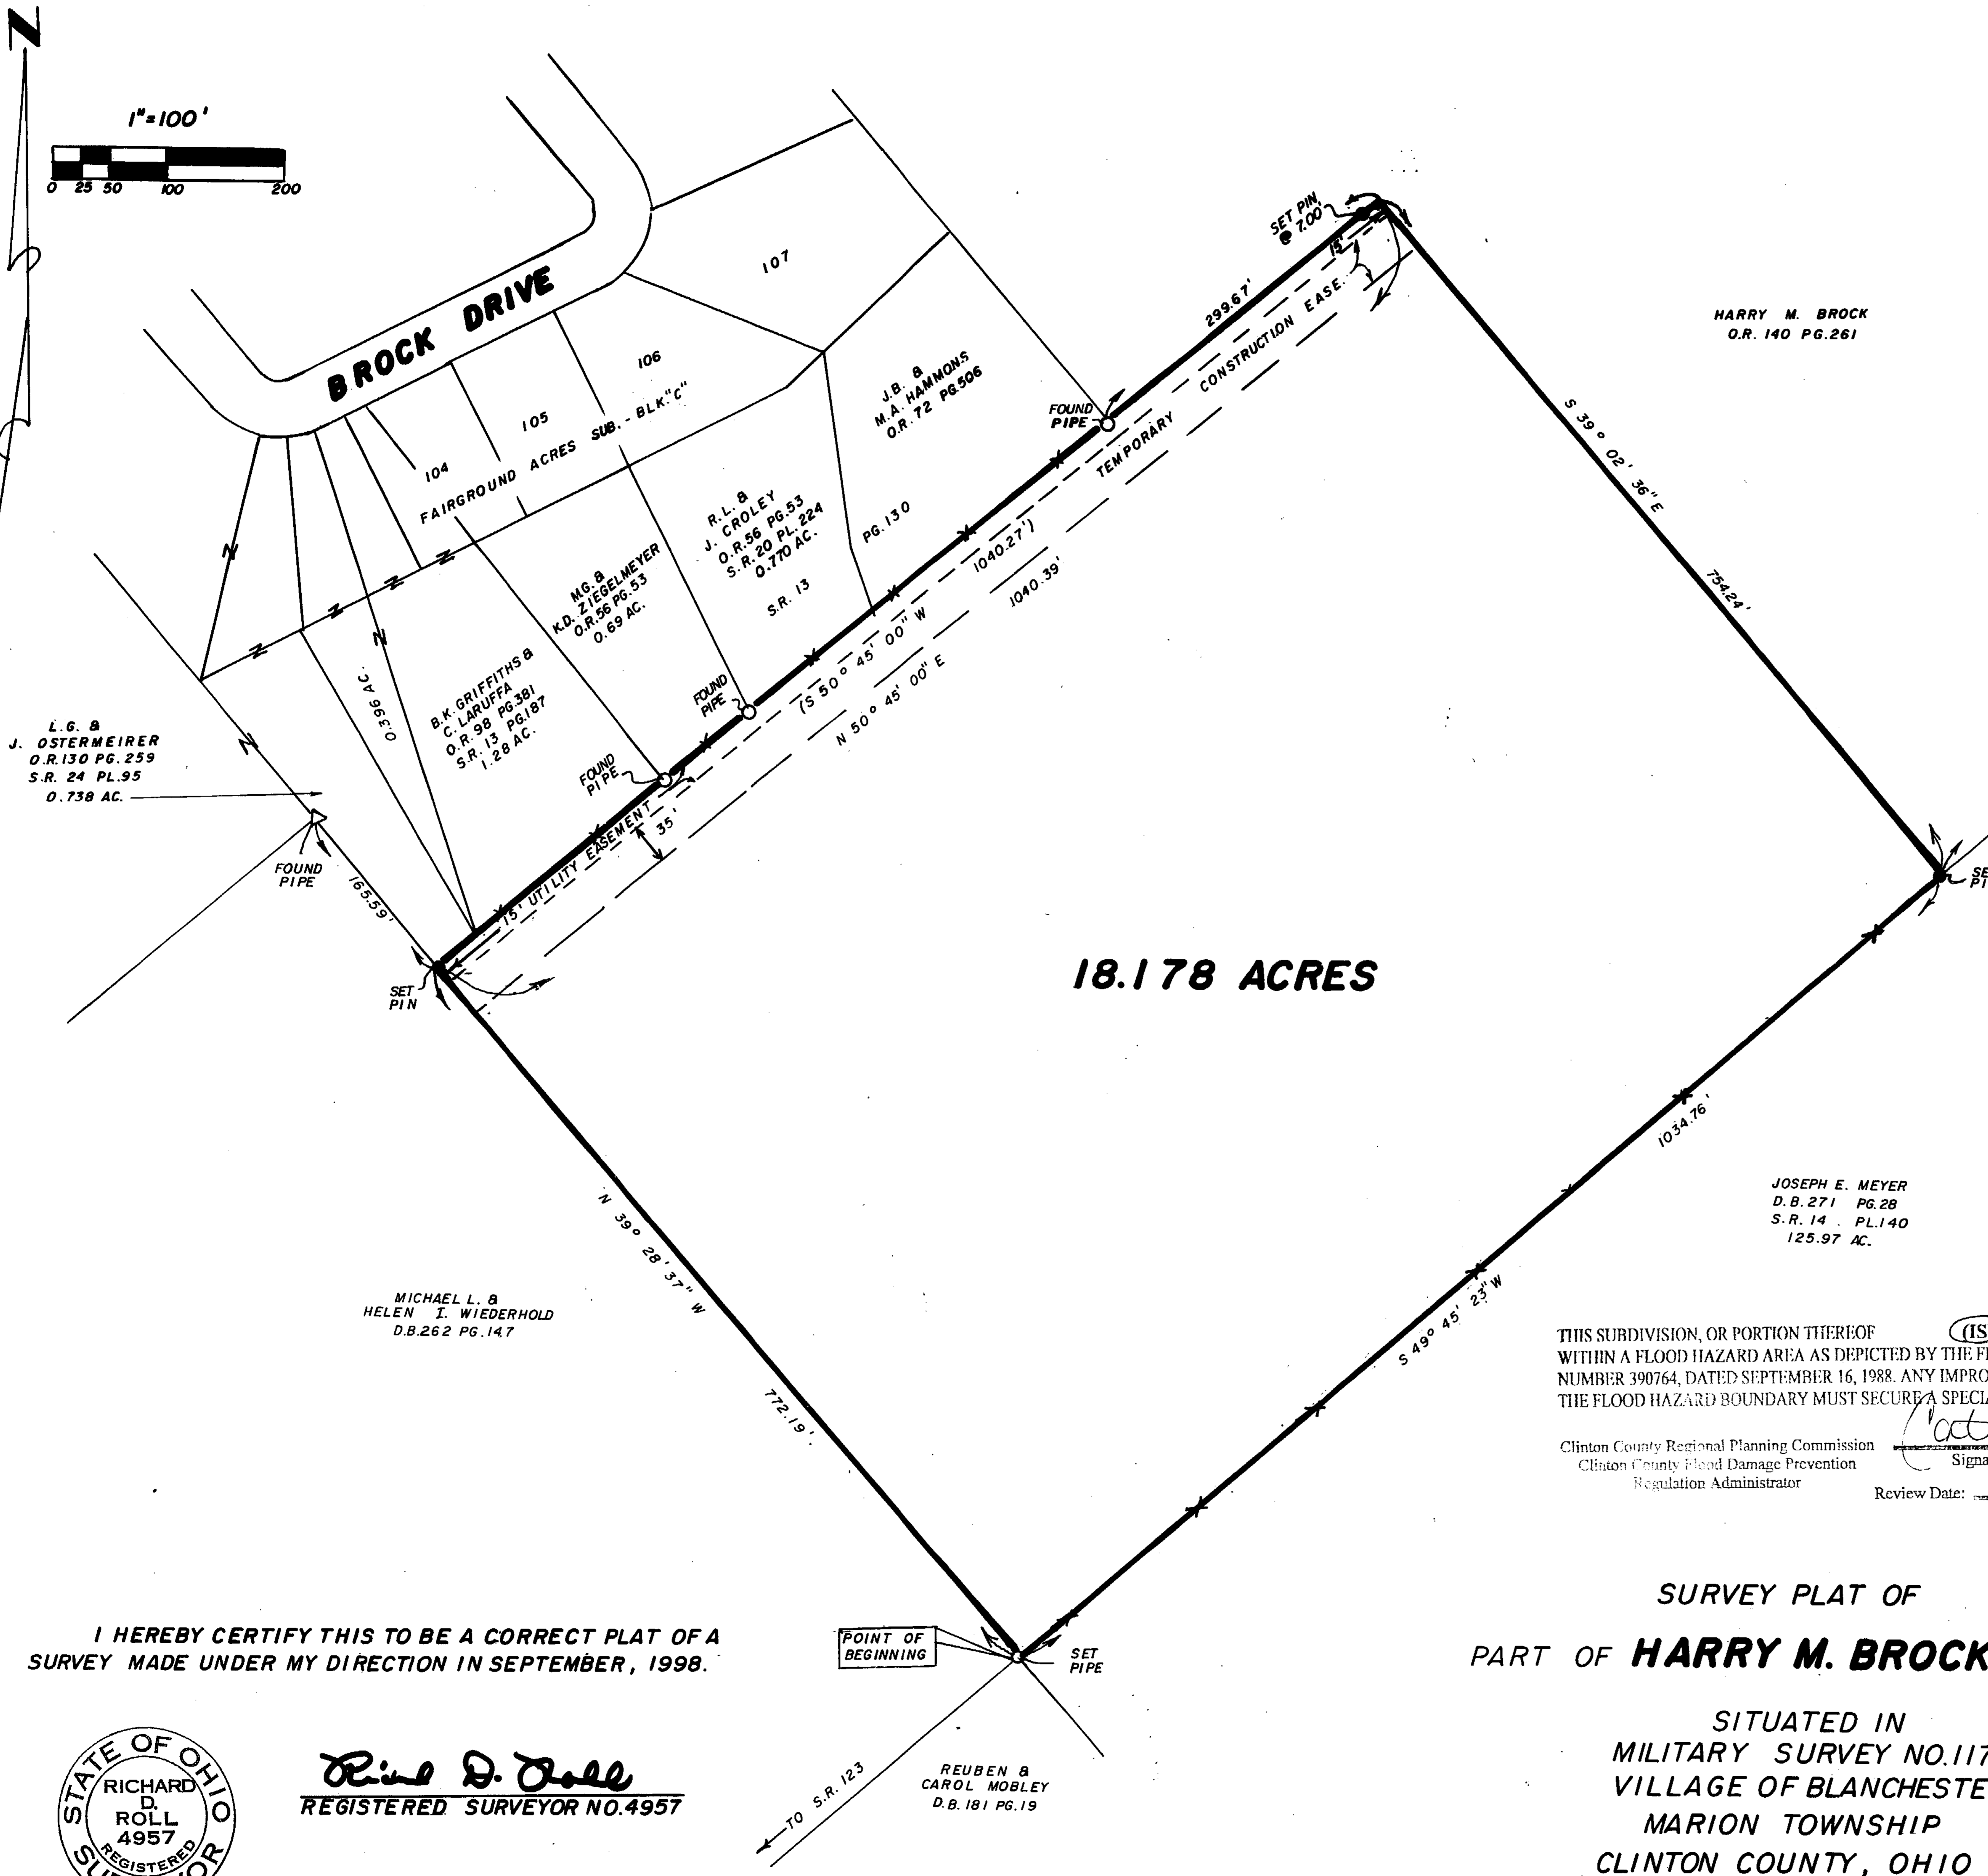 N
1"=100'
0 25 50 100 200
BROCK DRIVE
107
106
105
104
FAIRGROUND ACRES SUB. - BLK."C"
SET PIN
@ 7.00'
15'
299.67'
TEMPORARY CONSTRUCTION EASE.
HARRY M. BROCK
O.R. 140 PG.261
J.B. &
M.A. HAMMONS
O.R. 72 PG.506
FOUND
PIPE
S 39° 02' 36" E
754.24'
R.L. &
J. CROLEY
O.R.56 PG.53
S.R. 20 PL.224
0.770 AC.
S.R. 13
PG.130
M.G. &
K.D. ZIEGELMEYER
O.R.56 PG.53
0.69 AC.
(S 50° 45' 00" W
1040.27')
N 50° 45' 00" E
1040.39'
B.K. GRIFFITHS &
C. LARUFFA
O.R. 98 PG.381
S.R. 13 PG.187
1.28 AC.
0.396 AC.
FOUND
PIPE
FOUND
PIPE
L.G. &
J. OSTERMEIRER
O.R.130 PG.259
S.R. 24 PL.95
0.738 AC.
FOUND
PIPE
165.59'
15' UTILITY EASEMENT
35'
SET
PIN
SE
PI
18.178 ACRES
1034.76'
S 49° 45' 23" W
JOSEPH E. MEYER
D.B.271 PG.28
S.R. 14 . PL.140
125.97 AC.
N 39° 28' 37" W
772.19'
MICHAEL L. &
HELEN I. WIEDERHOLD
D.B.262 PG.147
THIS SUBDIVISION, OR PORTION THEREOF (IS
WITHIN A FLOOD HAZARD AREA AS DEPICTED BY THE F
NUMBER 390764, DATED SEPTEMBER 16, 1988. ANY IMPRO
THE FLOOD HAZARD BOUNDARY MUST SECURE A SPECI
Clinton County Regional Planning Commission
Clinton County Flood Damage Prevention
Regulation Administrator
Signa
Review Date:
I HEREBY CERTIFY THIS TO BE A CORRECT PLAT OF A
SURVEY MADE UNDER MY DIRECTION IN SEPTEMBER, 1998.
POINT OF
BEGINNING
SET
PIPE
SURVEY PLAT OF
PART OF HARRY M. BROCK
SITUATED IN
MILITARY SURVEY NO.117
VILLAGE OF BLANCHESTE
MARION TOWNSHIP
CLINTON COUNTY, OHIO
STATE OF OHIO
RICHARD
D.
ROLL
4957
REGISTERED
SURVEYOR
Richard D. Roll
REGISTERED SURVEYOR NO.4957
TO S.R. 123
REUBEN &
CAROL MOBLEY
D.B. 181 PG.19